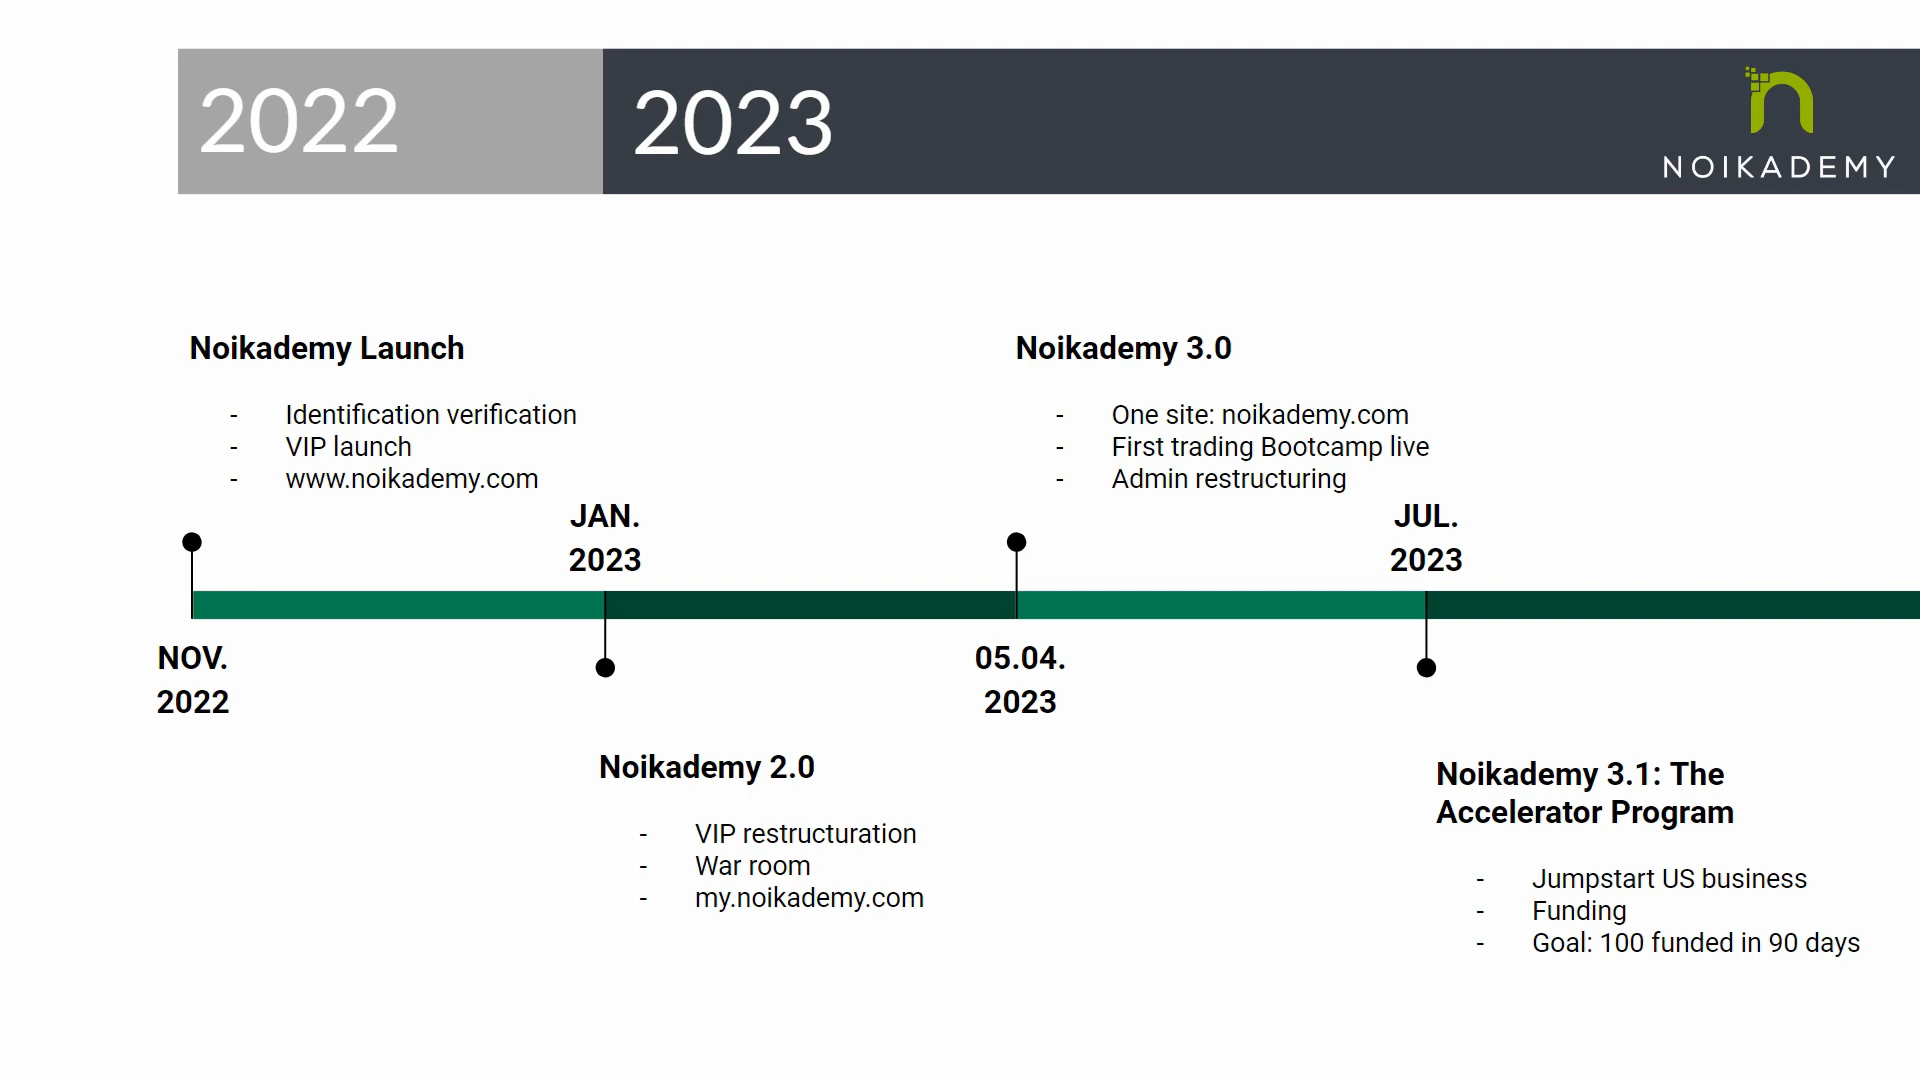 2022
2023
NOIKADEMY
Noikademy Launch
- Identification verification
- VIP launch
- www.noikademy.com
Noikademy 3.0
- One site: noikademy.com
- First trading Bootcamp live
- Admin restructuring
JAN.
2023
JUL.
2023
NOV.
2022
05.04.
2023
Noikademy 2.0
- VIP restructuration
- War room
- my.noikademy.com
Noikademy 3.1: The
Accelerator Program
- Jumpstart US business
- Funding
- Goal: 100 funded in 90 days